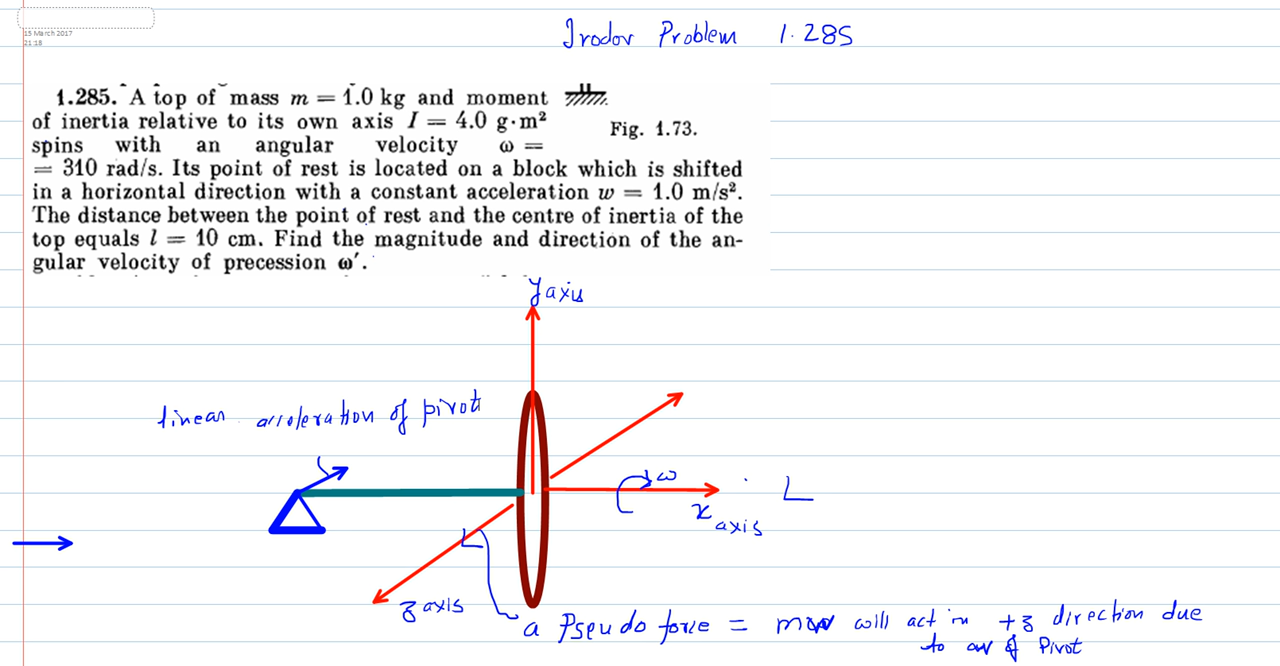 15 March 2017
21:18
Irodov Problem 1.285
1.285. A top of mass m = 1.0 kg and moment
of inertia relative to its own axis I = 4.0 g·m²
spins with an angular velocity ω =
= 310 rad/s. Its point of rest is located on a block which is shifted
in a horizontal direction with a constant acceleration w = 1.0 m/s².
The distance between the point of rest and the centre of inertia of the
top equals l = 10 cm. Find the magnitude and direction of the an-
gular velocity of precession ω′.
Fig. 1.73.
y axis
linear acceleration of pivot
ω
L
x axis
z axis
a Pseudo force = mw will act in +z direction due
to of Pivot